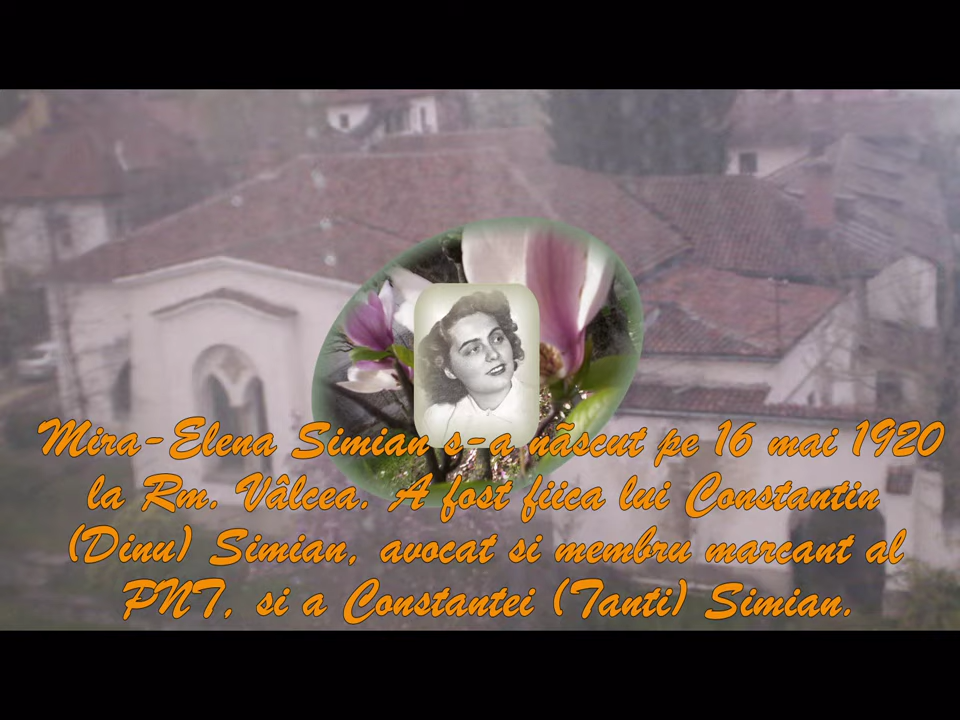 Mira-Elena Simian s-a nãscut pe 16 mai 1920
la Rm. Vâlcea. A fost fiica lui Constantin
(Dinu) Simian, avocat si membru marcant al
PNT, si a Constantei (Tanti) Simian.